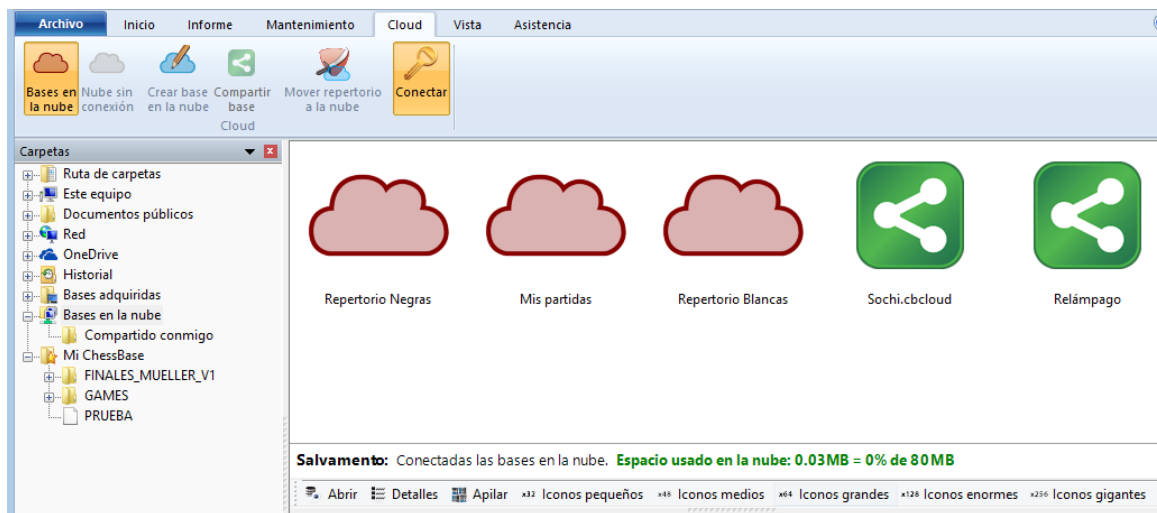 Archivo Inicio Informe Mantenimiento Cloud Vista Asistencia
Bases en la nube
Nube sin conexión
Crear base en la nube
Compartir base
Mover repertorio a la nube
Conectar
Cloud
Carpetas
Ruta de carpetas
Este equipo
Documentos públicos
Red
OneDrive
Historial
Bases adquiridas
Bases en la nube
Compartido conmigo
Mi ChessBase
FINALES_MUELLER_V1
GAMES
PRUEBA
Repertorio Negras Mis partidas Repertorio Blancas Sochi.cbcloud Relámpago
Salvamento: Conectadas las bases en la nube. Espacio usado en la nube: 0.03MB = 0% de 80MB
Abrir Detalles Apilar x32 Iconos pequeños x48 Iconos medios x64 Iconos grandes x128 Iconos enormes x256 Iconos gigantes